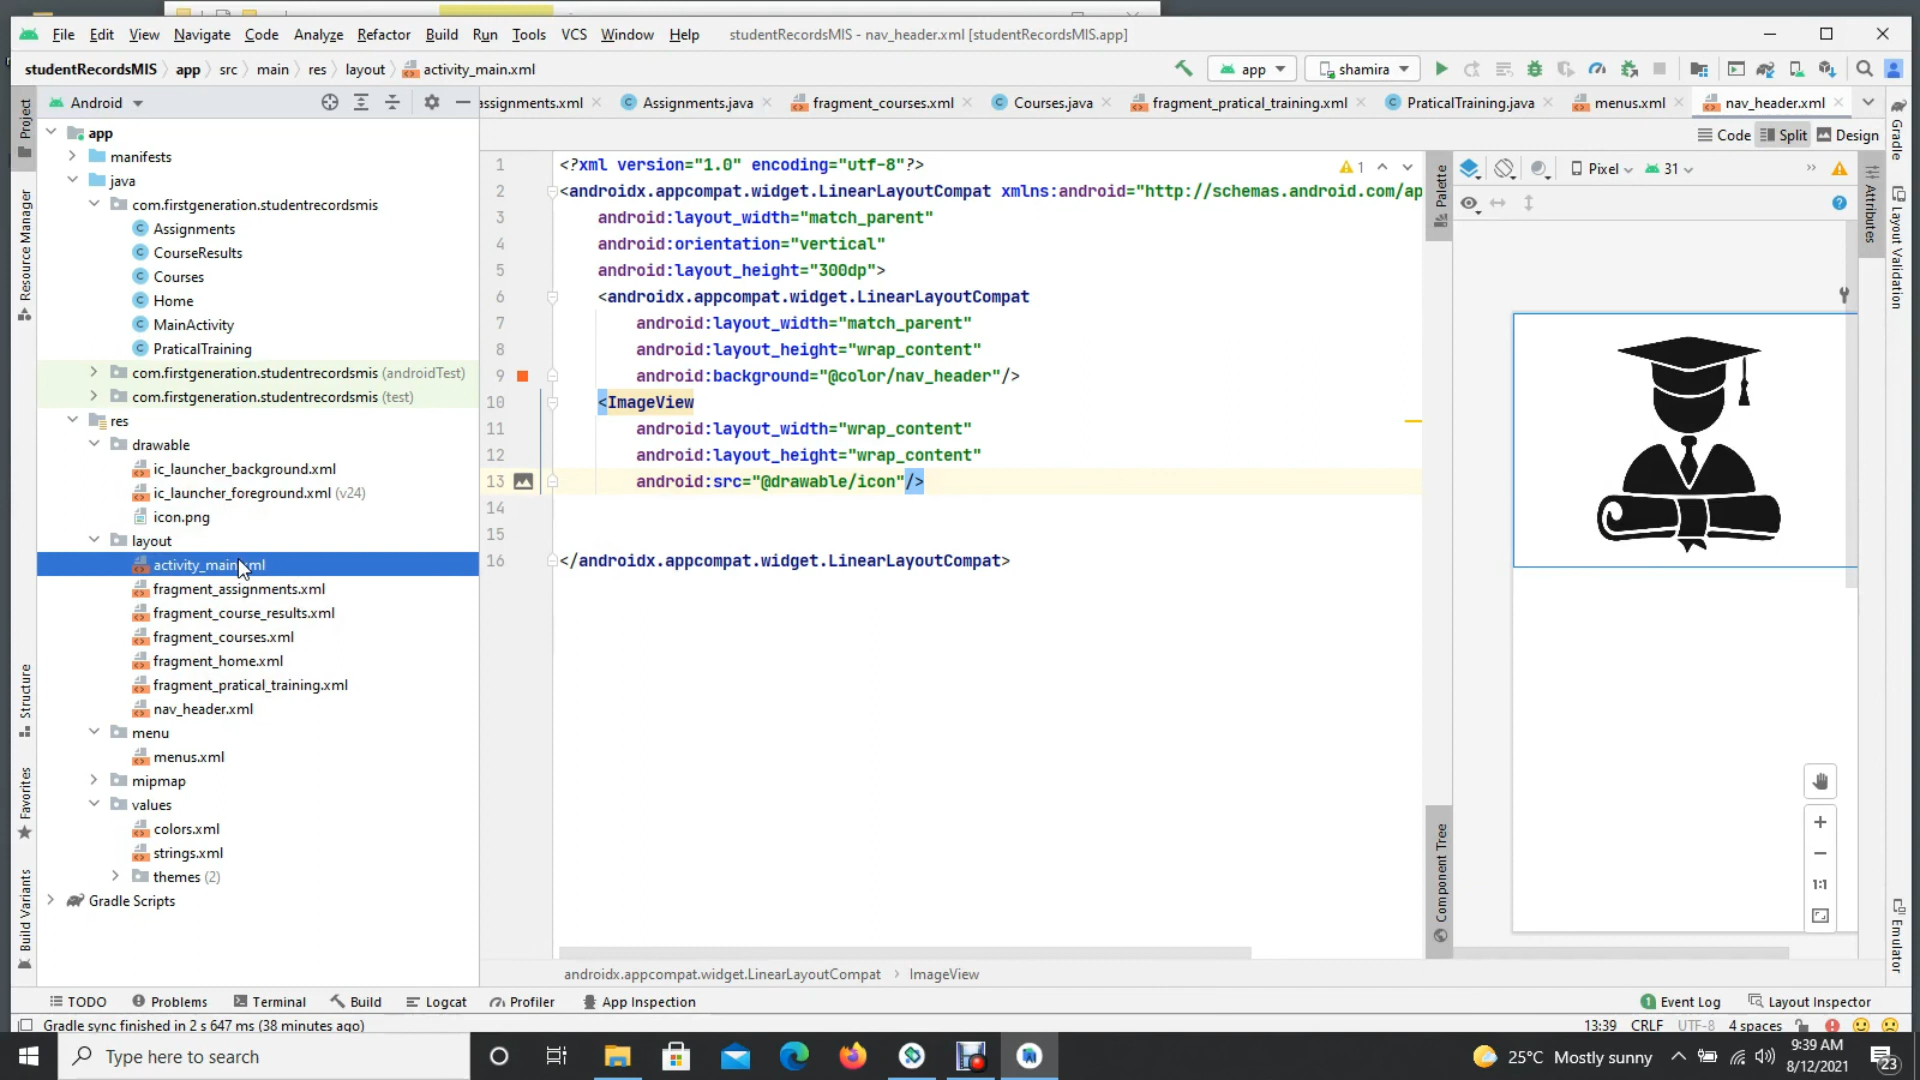 File Edit View Navigate Code Analyze Refactor Build Run Tools VCS Window Help studentRecordsMIS - nav_header.xml [studentRecordsMIS.app]
studentRecordsMIS app src main res layout activity_main.xml app shamira
Android
assignments.xml Assignments.java fragment_courses.xml Courses.java fragment_pratical_training.xml PraticalTraining.java menus.xml nav_header.xml
Code Split Design
Pixel 31
Project
Resource Manager
Structure
Favorites
Build Variants
app
manifests
java
com.firstgeneration.studentrecordsmis
Assignments
CourseResults
Courses
Home
MainActivity
PraticalTraining
com.firstgeneration.studentrecordsmis (androidTest)
com.firstgeneration.studentrecordsmis (test)
res
drawable
ic_launcher_background.xml
ic_launcher_foreground.xml (v24)
icon.png
layout
activity_main.xml
fragment_assignments.xml
fragment_course_results.xml
fragment_courses.xml
fragment_home.xml
fragment_pratical_training.xml
nav_header.xml
menu
menus.xml
mipmap
values
colors.xml
strings.xml
themes (2)
Gradle Scripts
1 <?xml version="1.0" encoding="utf-8"?>
2 <androidx.appcompat.widget.LinearLayoutCompat xmlns:android="http://schemas.android.com/ap
3 android:layout_width="match_parent"
4 android:orientation="vertical"
5 android:layout_height="300dp">
6 <androidx.appcompat.widget.LinearLayoutCompat
7 android:layout_width="match_parent"
8 android:layout_height="wrap_content"
9 android:background="@color/nav_header"/>
10 <ImageView
11 android:layout_width="wrap_content"
12 android:layout_height="wrap_content"
13 android:src="@drawable/icon"/>
14
15
16 </androidx.appcompat.widget.LinearLayoutCompat>
1
Palette
Component Tree
Attributes
Gradle
Layout Validation
Emulator
1:1
androidx.appcompat.widget.LinearLayoutCompat ImageView
TODO Problems Terminal Build Logcat Profiler App Inspection 1 Event Log Layout Inspector
Gradle sync finished in 2 s 647 ms (38 minutes ago) 13:39 CRLF UTF-8 4 spaces
Type here to search 25°C Mostly sunny 9:39 AM
8/12/2021 23